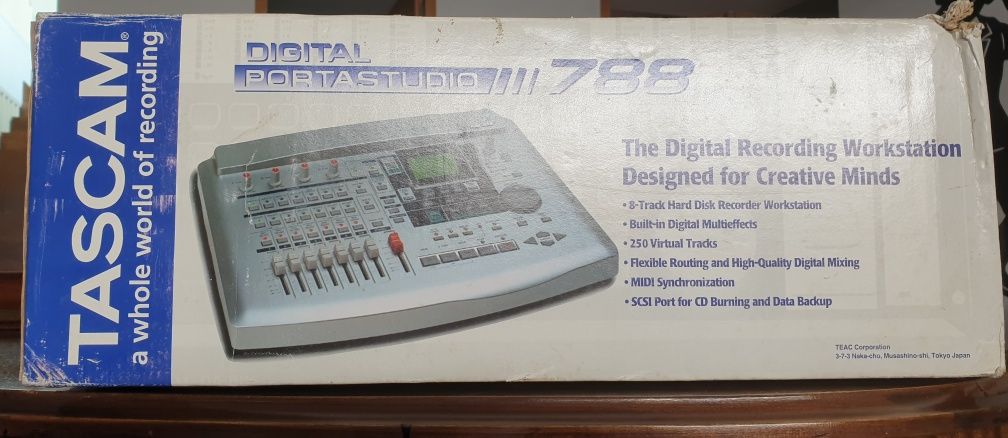 TASCAM®
a whole world of recording
DIGITAL
PORTASTUDIO 788
The Digital Recording Workstation
Designed for Creative Minds
• 8-Track Hard Disk Recorder Workstation
• Built-in Digital Multieffects
• 250 Virtual Tracks
• Flexible Routing and High-Quality Digital Mixing
• MIDI Synchronization
• SCSI Port for CD Burning and Data Backup
TEAC Corporation
3-7-3 Naka-cho, Musashino-shi, Tokyo Japan